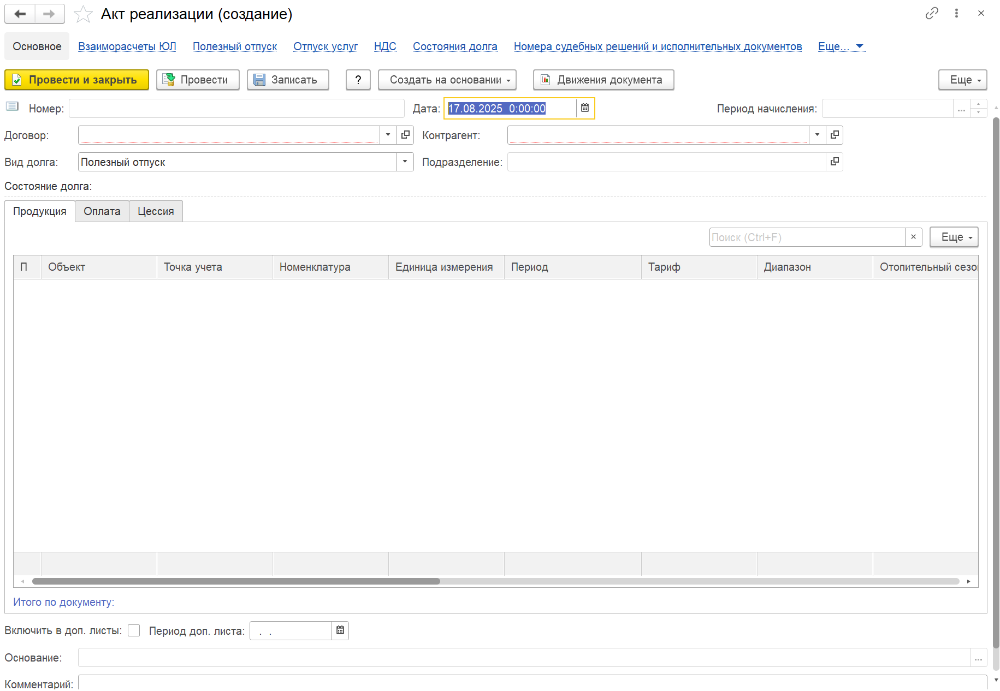 Акт реализации (создание)
Основное Взаиморасчеты ЮЛ Полезный отпуск Отпуск услуг НДС Состояния долга Номера судебных решений и исполнительных документов Еще...
Провести и закрыть Провести Записать ? Создать на основании Движения документа Еще
Номер: Дата: 17.08.2025 0:00:00 Период начисления: ...
Договор: Контрагент:
Вид долга: Полезный отпуск Подразделение:
Состояние долга:
Продукция Оплата Цессия
Поиск (Ctrl+F) × Еще
П Объект Точка учета Номенклатура Единица измерения Период Тариф Диапазон Отопительный сезо
Итого по документу:
Включить в доп. листы: Период доп. листа: . .
Основание: ...
Комментарий: